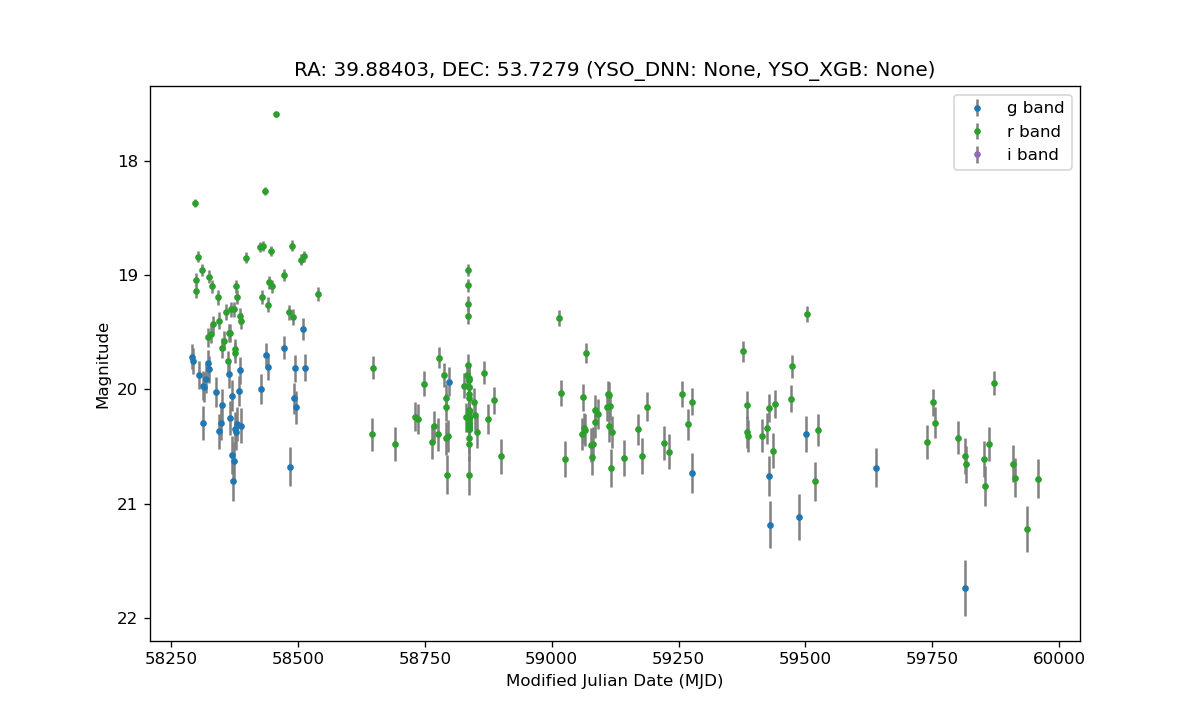 RA: 39.88403, DEC: 53.7279 (YSO_DNN: None, YSO_XGB: None)
g band
r band
i band
18
19
20
21
22
Magnitude
58250 58500 58750 59000 59250 59500 59750 60000
Modified Julian Date (MJD)